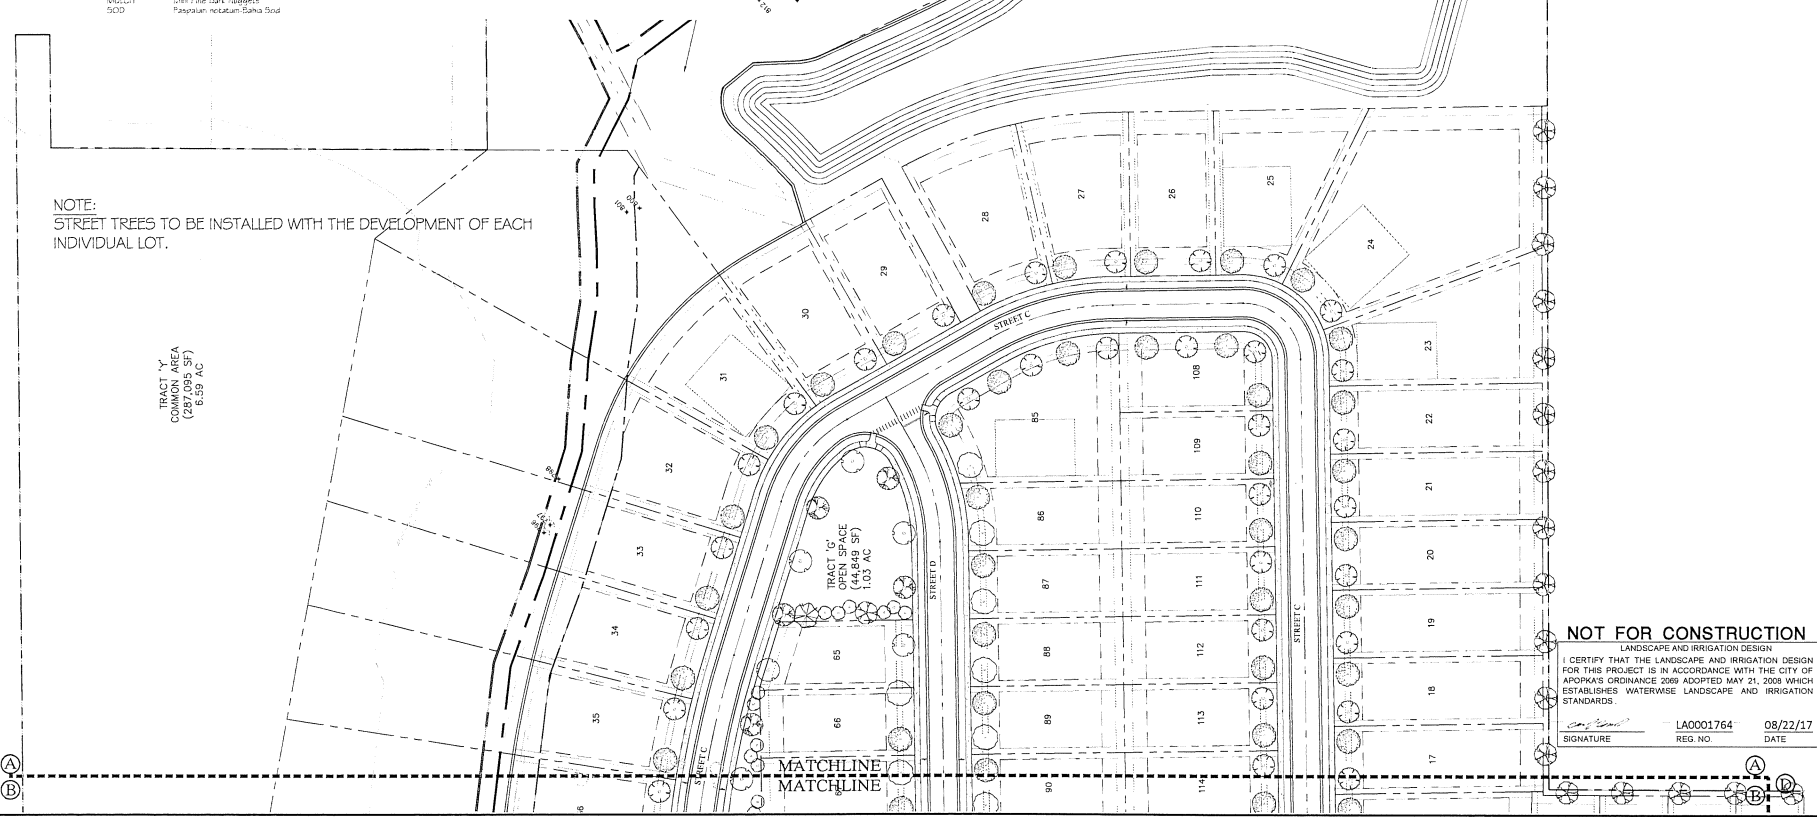 SOD Paspalum notatum-Bahia Sod
NOTE:
STREET TREES TO BE INSTALLED WITH THE DEVELOPMENT OF EACH
INDIVIDUAL LOT.
TRACT 'Y'
COMMON AREA
(287,095 SF)
6.59 AC
31
30
29
28
27
26
25
24
23
22
21
20
19
18
17
32
33
34
35
STREET C
STREET C
STREET C
STREET D
TRACT 'G'
OPEN SPACE
(44,849 SF)
1.03 AC
65
66
85
86
87
88
89
90
108
109
110
111
112
113
114
MATCHLINE
MATCHLINE
A
B
A
B
D
NOT FOR CONSTRUCTION
LANDSCAPE AND IRRIGATION DESIGN
I CERTIFY THAT THE LANDSCAPE AND IRRIGATION DESIGN
FOR THIS PROJECT IS IN ACCORDANCE WITH THE CITY OF
APOPKA'S ORDINANCE 2069 ADOPTED MAY 21, 2008 WHICH
ESTABLISHES WATERWISE LANDSCAPE AND IRRIGATION
STANDARDS.
LA0001764 08/22/17
SIGNATURE REG. NO. DATE